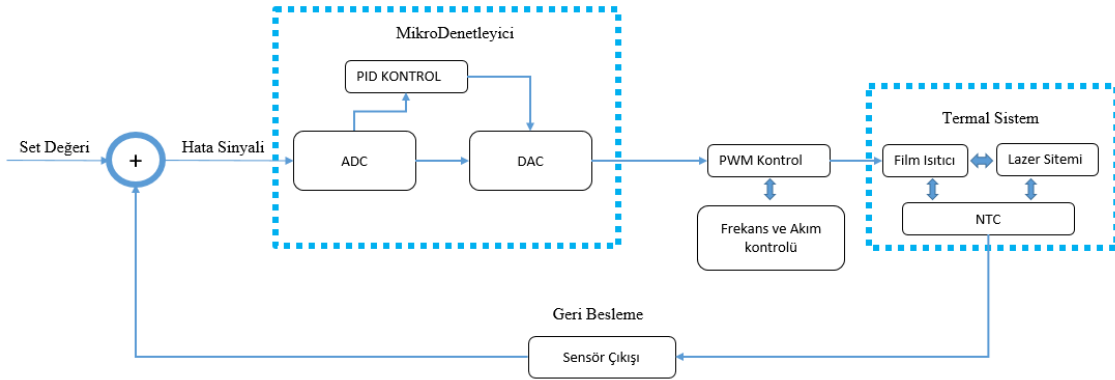 MikroDenetleyici
PID KONTROL
Set Değeri
+
Hata Sinyali
ADC
DAC
PWM Kontrol
Frekans ve Akım
kontrolü
Termal Sistem
Film Isıtıcı
Lazer Sitemi
NTC
Geri Besleme
Sensör Çıkışı